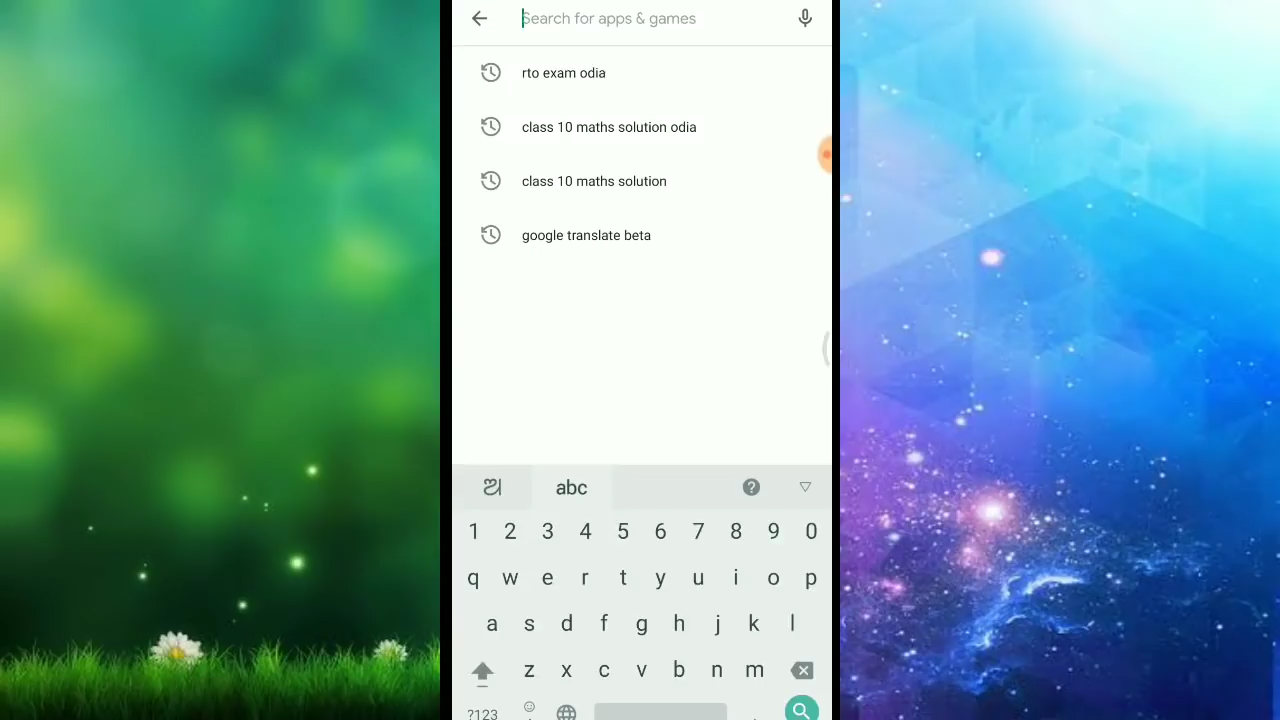 Search for apps & games
rto exam odia
class 10 maths solution odia
class 10 maths solution
google translate beta
ଅ abc ?
1 2 3 4 5 6 7 8 9 0
q w e r t y u i o p
a s d f g h j k l
z x c v b n m
?123